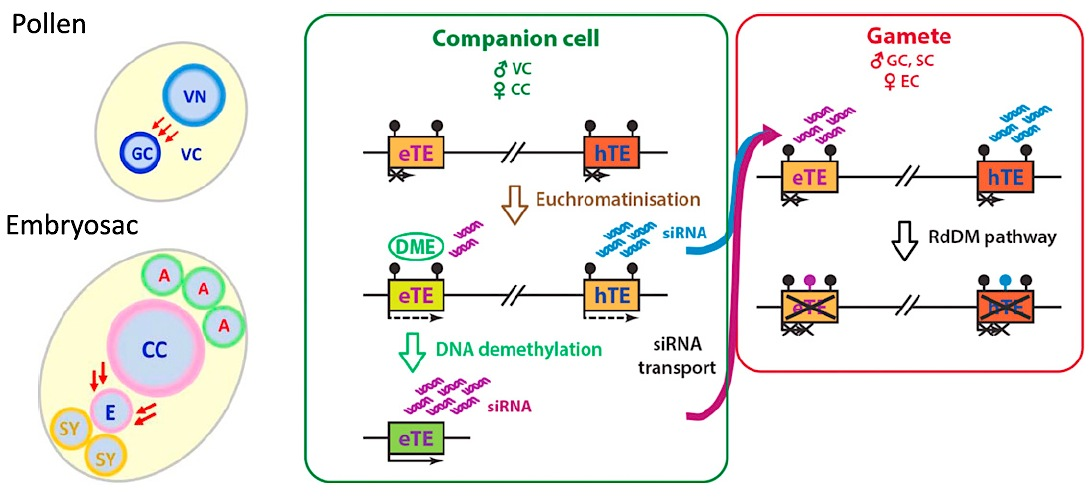 Pollen
VN
GC
VC
Embryosac
A
A
A
CC
E
SY
SY
Companion cell
♂ VC
♀ CC
eTE
hTE
Euchromatinisation
DME
siRNA
eTE
hTE
DNA demethylation
siRNA
eTE
siRNA
transport
Gamete
♂ GC, SC
♀ EC
eTE
hTE
RdDM pathway
eTE
hTE